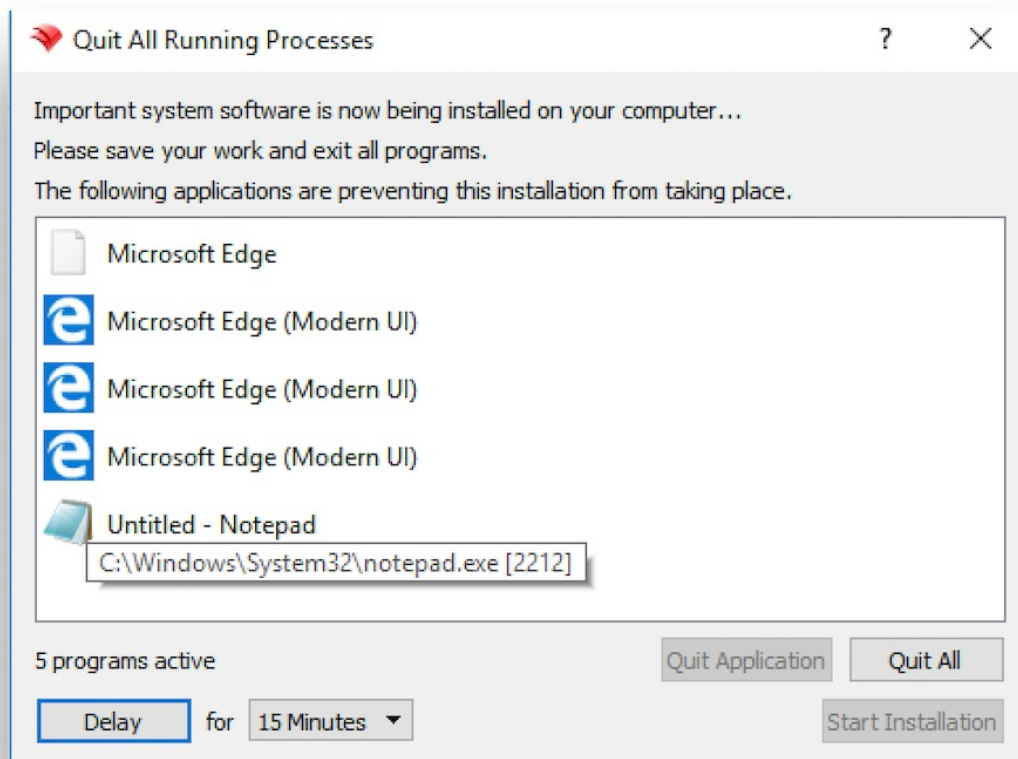 Quit All Running Processes ?
Important system software is now being installed on your computer...
Please save your work and exit all programs.
The following applications are preventing this installation from taking place.
Microsoft Edge
Microsoft Edge (Modern UI)
Microsoft Edge (Modern UI)
Microsoft Edge (Modern UI)
Untitled - Notepad
C:\Windows\System32\notepad.exe [2212]
5 programs active Quit Application Quit All
Delay for 15 Minutes Start Installation